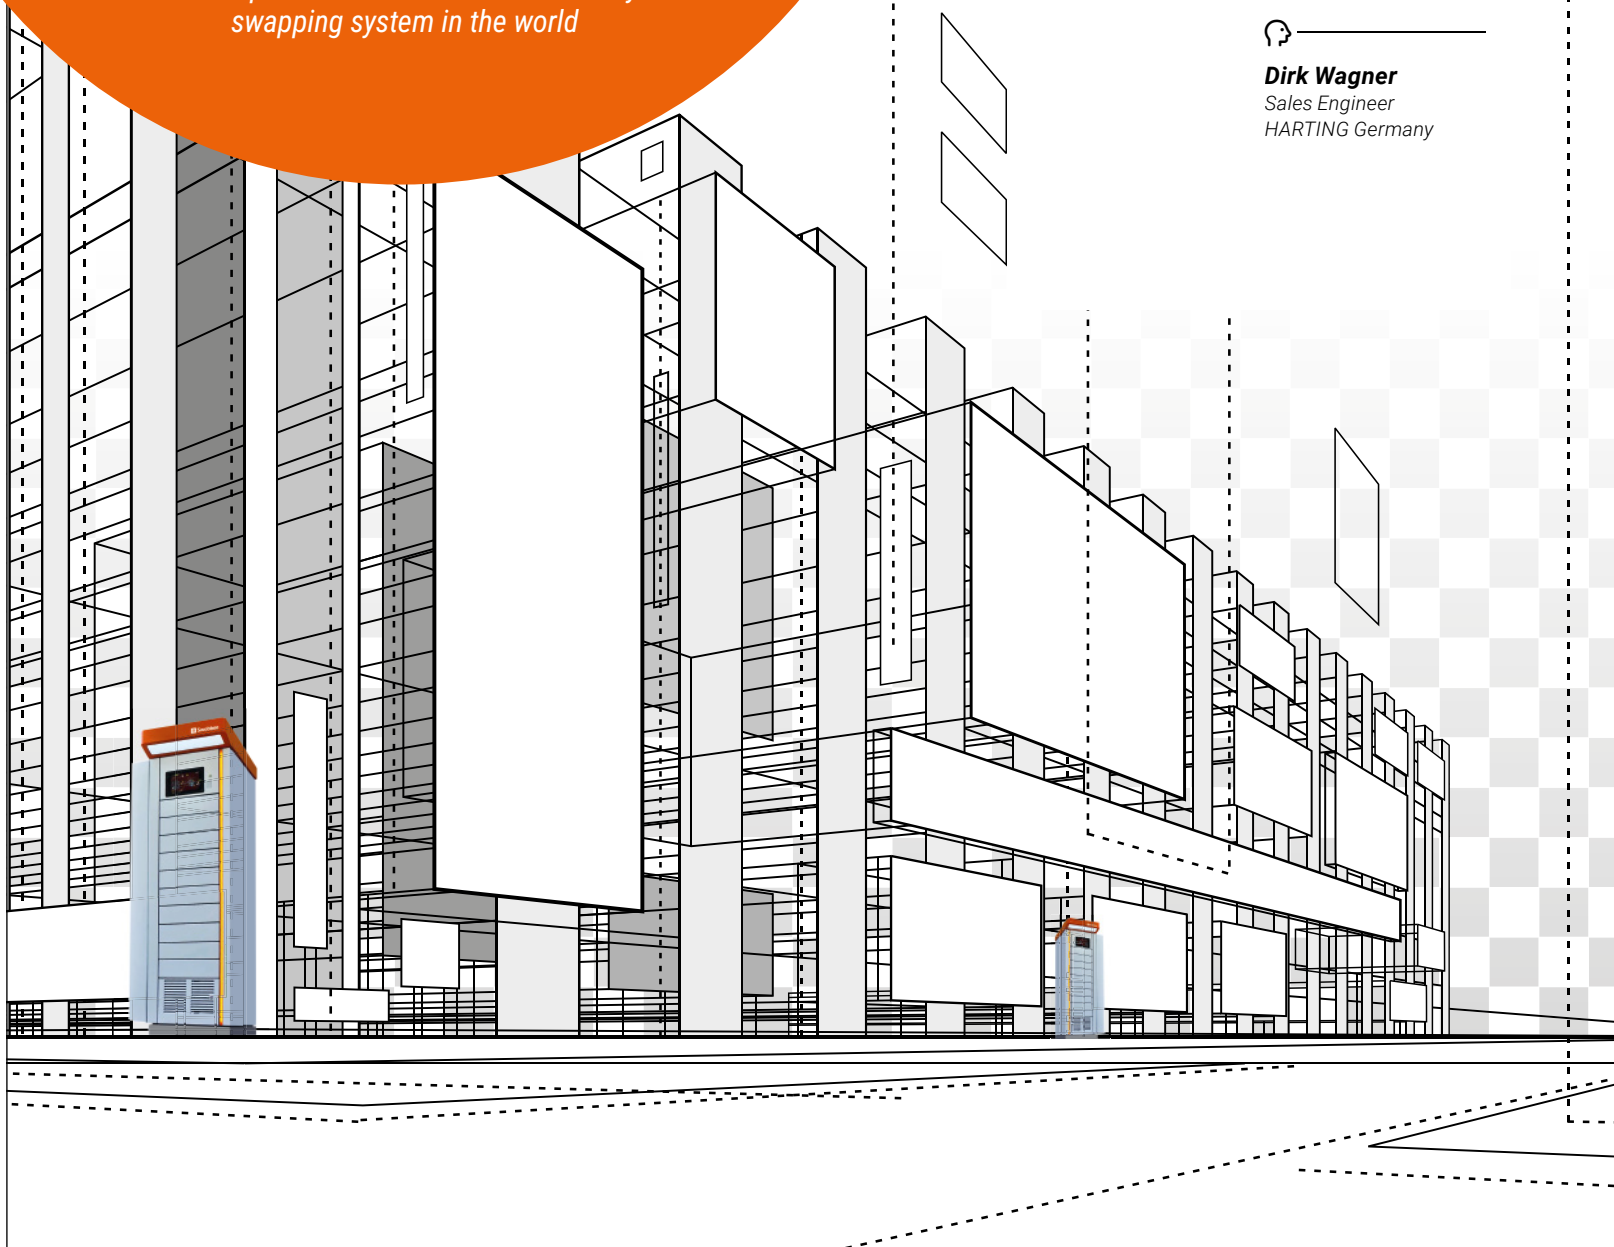 swapping system in the world
Dirk Wagner
Sales Engineer
HARTING Germany